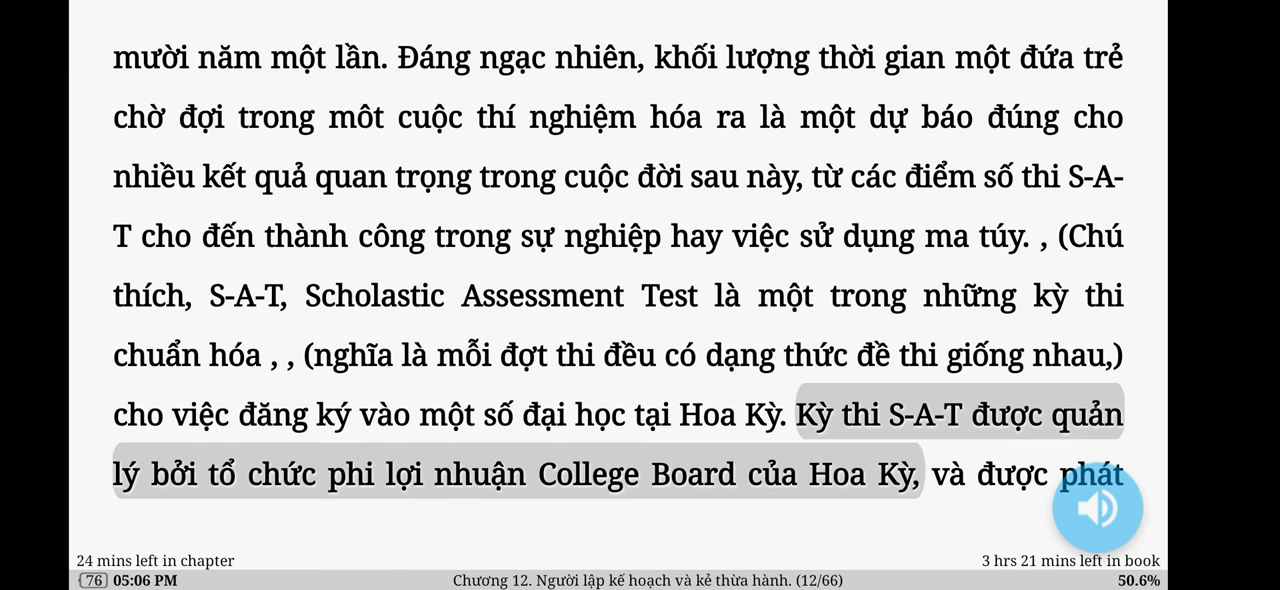 mười năm một lần. Đáng ngạc nhiên, khối lượng thời gian một đứa trẻ
chờ đợi trong môt cuộc thí nghiệm hóa ra là một dự báo đúng cho
nhiều kết quả quan trọng trong cuộc đời sau này, từ các điểm số thi S-A-
T cho đến thành công trong sự nghiệp hay việc sử dụng ma túy. , (Chú
thích, S-A-T, Scholastic Assessment Test là một trong những kỳ thi
chuẩn hóa , , (nghĩa là mỗi đợt thi đều có dạng thức đề thi giống nhau,)
cho việc đăng ký vào một số đại học tại Hoa Kỳ. Kỳ thi S-A-T được quản
lý bởi tổ chức phi lợi nhuận College Board của Hoa Kỳ, và được phát
24 mins left in chapter 3 hrs 21 mins left in book
76 05:06 PM Chương 12. Người lập kế hoạch và kẻ thừa hành. (12/66) 50.6%